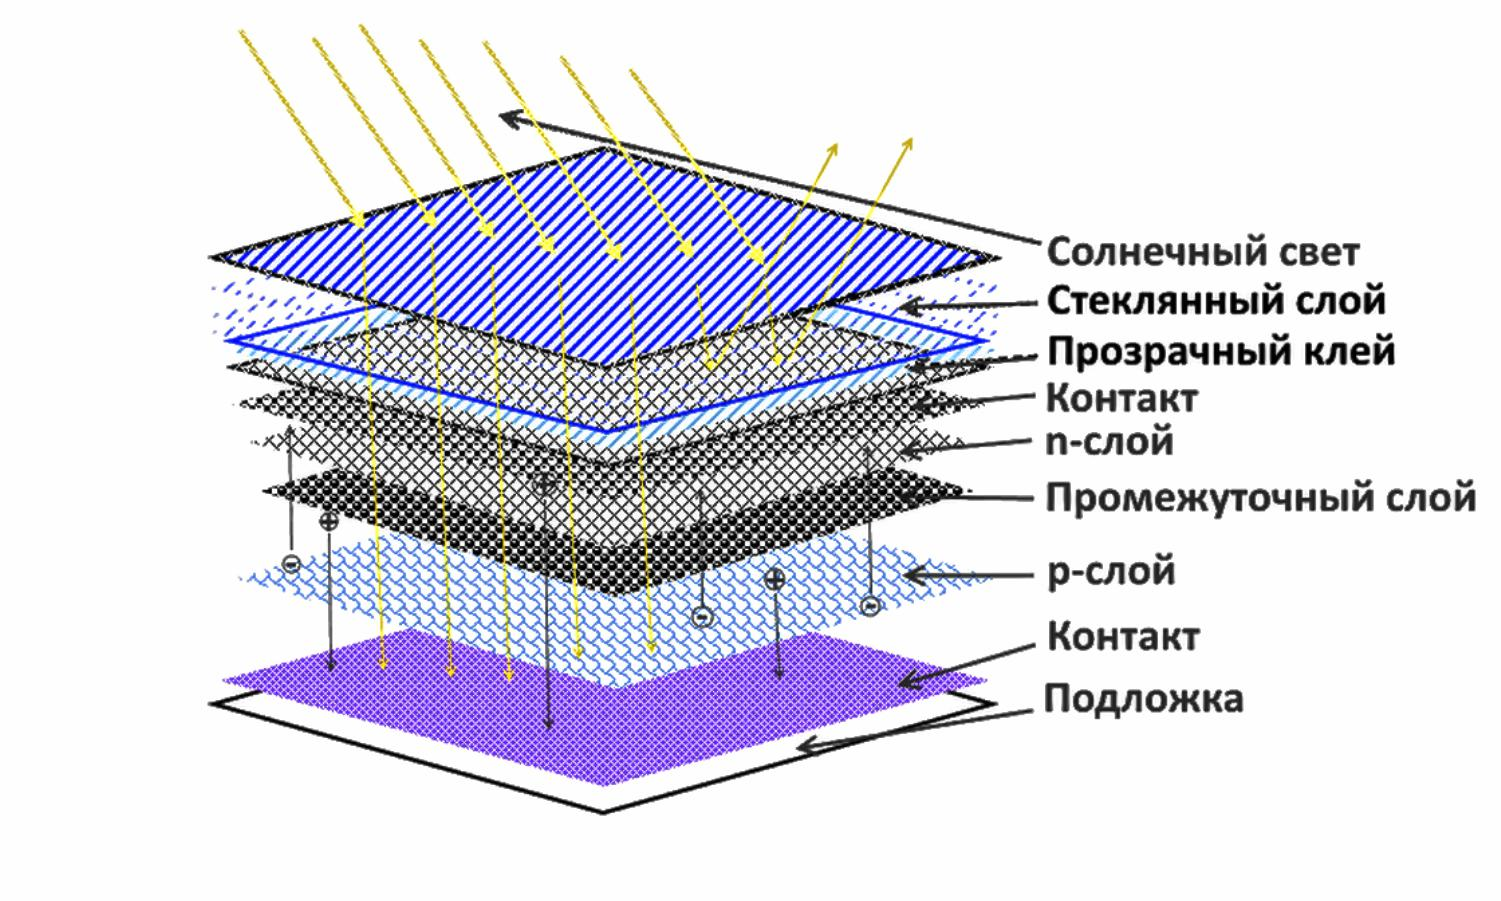 Солнечный свет
Стеклянный слой
Прозрачный клей
Контакт
n-слой
Промежуточный слой
p-слой
Контакт
Подложка